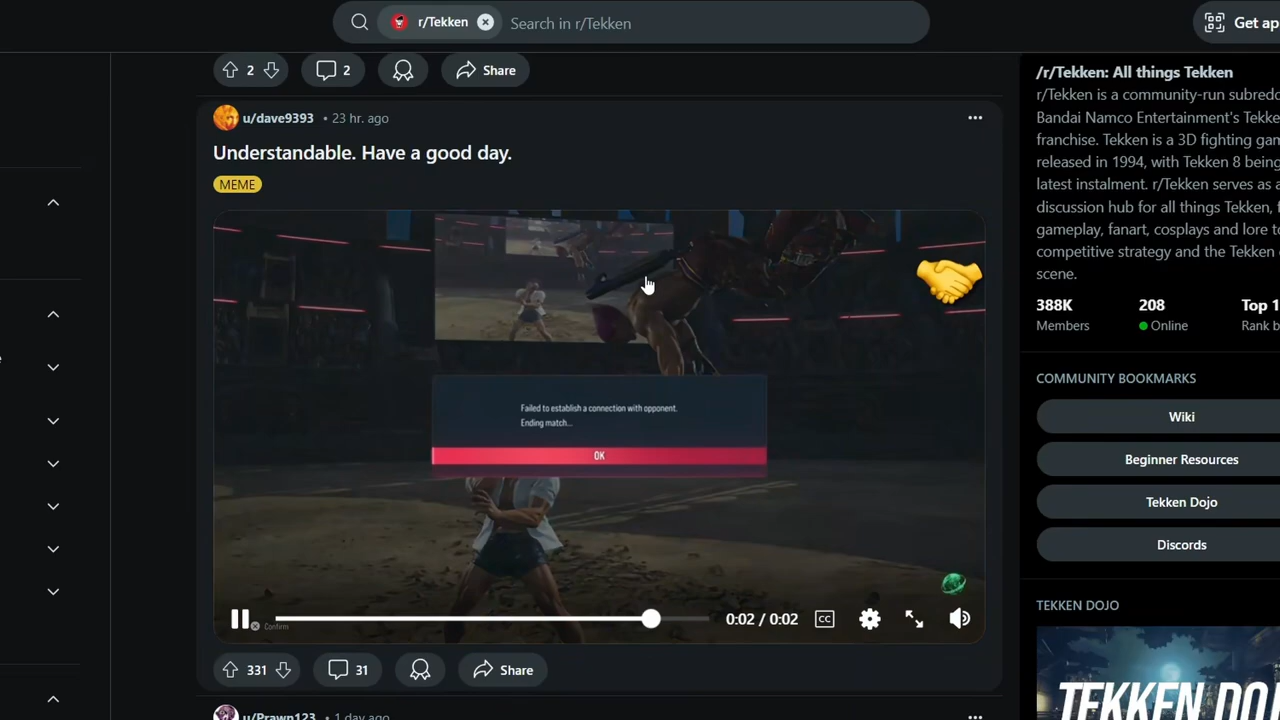 r/Tekken
Search in r/Tekken
Get ap
2
2
Share
u/dave9393 • 23 hr. ago
Understandable. Have a good day.
MEME
Failed to establish a connection with opponent.
Ending match...
OK
Confirm
0:02 / 0:02
CC
331
31
Share
u/Prawn123 • 1 day ago
/r/Tekken: All things Tekken
r/Tekken is a community-run subredd
Bandai Namco Entertainment's Tekke
franchise. Tekken is a 3D fighting gam
released in 1994, with Tekken 8 being
latest instalment. r/Tekken serves as a
discussion hub for all things Tekken, f
gameplay, fanart, cosplays and lore to
competitive strategy and the Tekken e
scene.
388K
208
Top 1
Members
Online
Rank b
COMMUNITY BOOKMARKS
Wiki
Beginner Resources
Tekken Dojo
Discords
TEKKEN DOJO
TEKKEN DOJ